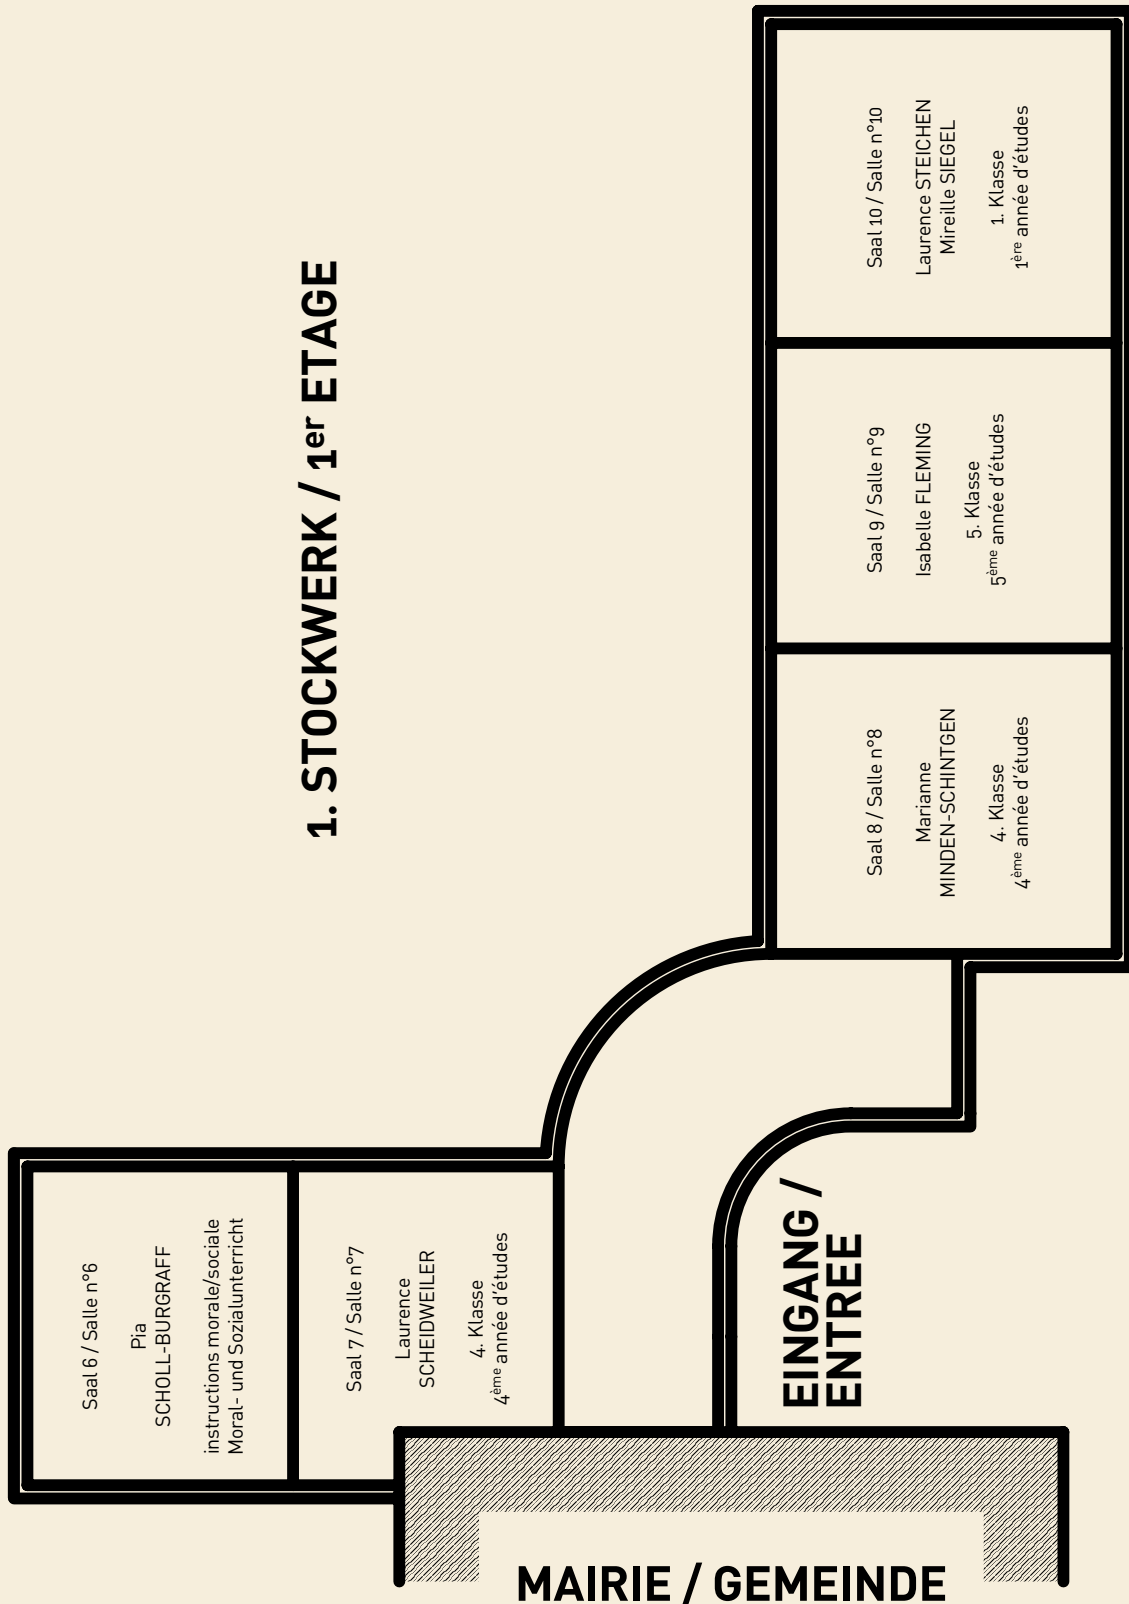 1. STOCKWERK / 1er ETAGE
Saal 6 / Salle n°6
Pia
SCHOLL-BURGRAFF
instructions morale/sociale
Moral- und Sozialunterricht
Saal 7 / Salle n°7
Laurence
SCHEIDWEILER
4. Klasse
4ème année d'études
Saal 8 / Salle n°8
Marianne
MINDEN-SCHINTGEN
4. Klasse
4ème année d'études
Saal 9 / Salle n°9
Isabelle FLEMING
5. Klasse
5ème année d'études
Saal 10 / Salle n°10
Laurence STEICHEN
Mireille SIEGEL
1. Klasse
1ère année d'études
EINGANG /
ENTREE
MAIRIE / GEMEINDE